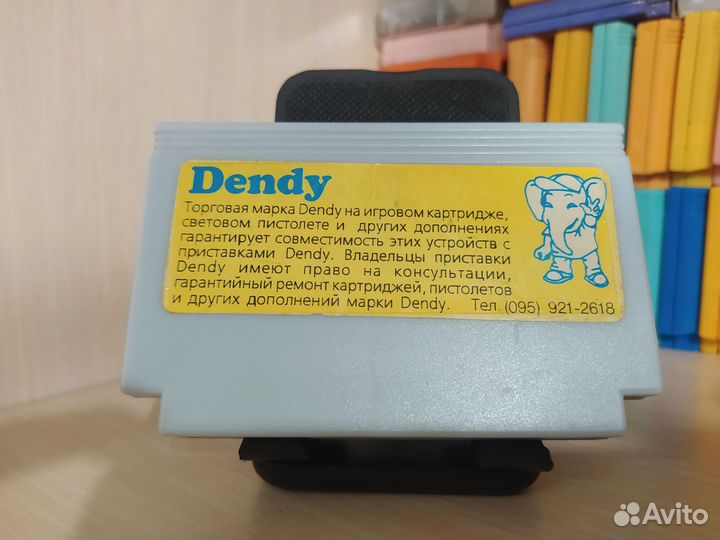 Dendy
Торговая марка Dendy на игровом картридже,
световом пистолете и других дополнениях
гарантирует совместимость этих устройств с
приставками Dendy. Владельцы приставки
Dendy имеют право на консультации,
гарантийный ремонт картриджей, пистолетов
и других дополнений марки Dendy. Тел. (095) 921-2618
Avito